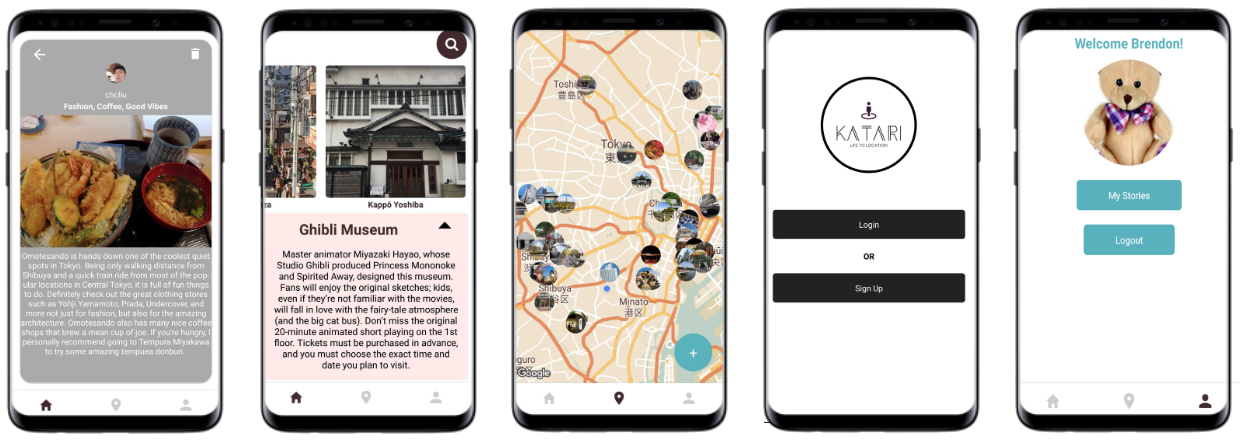 chcliu
Fashion, Coffee, Good Vibes
Omotesando is hands down one of the coolest quiet
spots in Tokyo. Being only walking distance from
Shibuya and a quick train ride from most of the pop-
ular locations in Central Tokyo, it is full of fun things
to do. Definitely check out the great clothing stores
such as Yohji Yamamoto, Prada, Undercover, and
more not just for fashion, but also for the amazing
architecture. Omotesando also has many nice coffee
shops that brew a mean cup of joe. If you're hungry, I
personally recommend going to Tempura Miyakawa
to try some amazing tempuea donburi.
za
Kappō Yoshiba
Ghibli Museum
Master animator Miyazaki Hayao, whose
Studio Ghibli produced Princess Mononoke
and Spirited Away, designed this museum.
Fans will enjoy the original sketches; kids,
even if they're not familiar with the movies,
will fall in love with the fairy-tale atmosphere
(and the big cat bus). Don't miss the original
20-minute animated short playing on the 1st
floor. Tickets must be purchased in advance,
and you must choose the exact time and
date you plan to visit.
Toshi
豊島区
Tokyo
東
Ch
Shibuya
谷区
Minato
港区
guro
Google
+
KATARI
LIFE TO LOCATION
Login
OR
Sign Up
Welcome Brendon!
My Stories
Logout